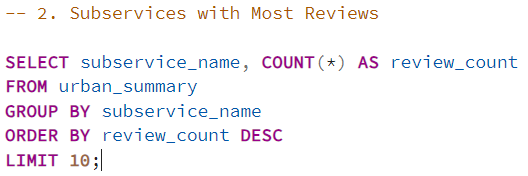 -- 2. Subservices with Most Reviews
SELECT subservice_name, COUNT(*) AS review_count
FROM urban_summary
GROUP BY subservice_name
ORDER BY review_count DESC
LIMIT 10;